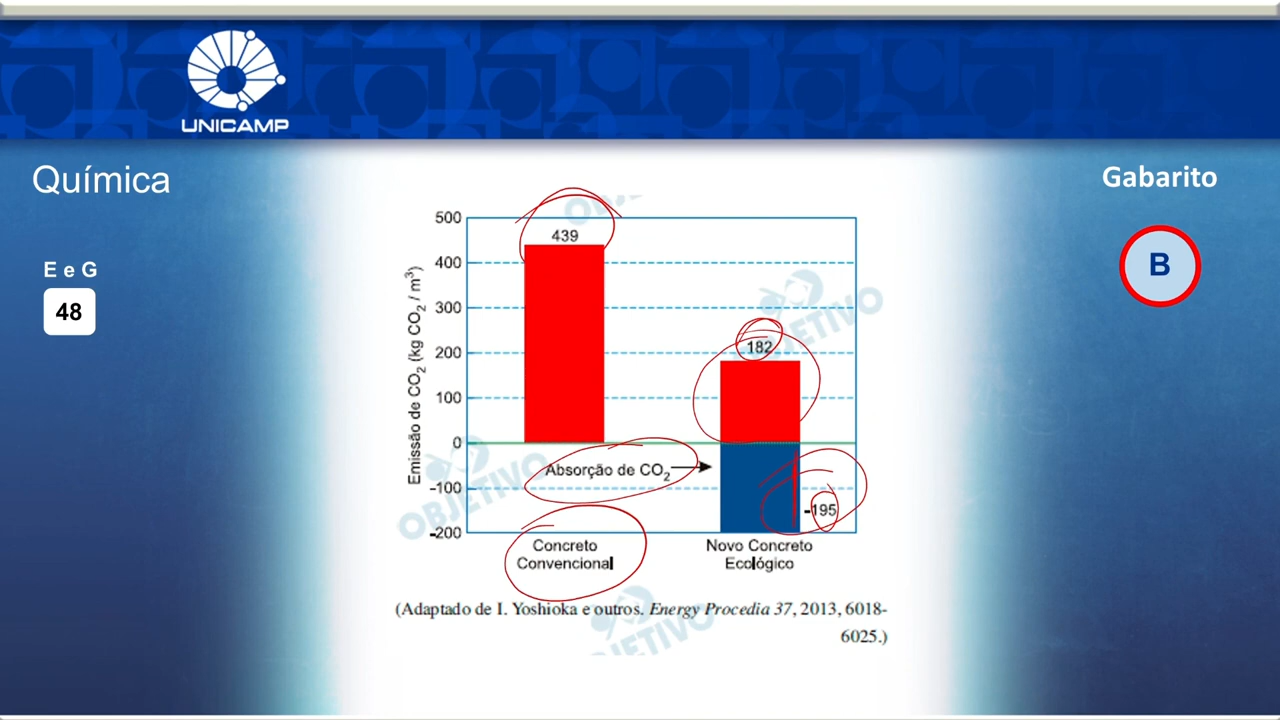 UNICAMP
Química
Gabarito
E e G
48
B
Emissão de CO2 (kg CO2 / m3)
500
400
300
200
100
0
-100
-200
439
182
Absorção de CO2
-195
Concreto
Convencional
Novo Concreto
Ecológico
OBJETIVO
OBJETIVO
OBJETIVO
(Adaptado de I. Yoshioka e outros. Energy Procedia 37, 2013, 6018-
6025.)